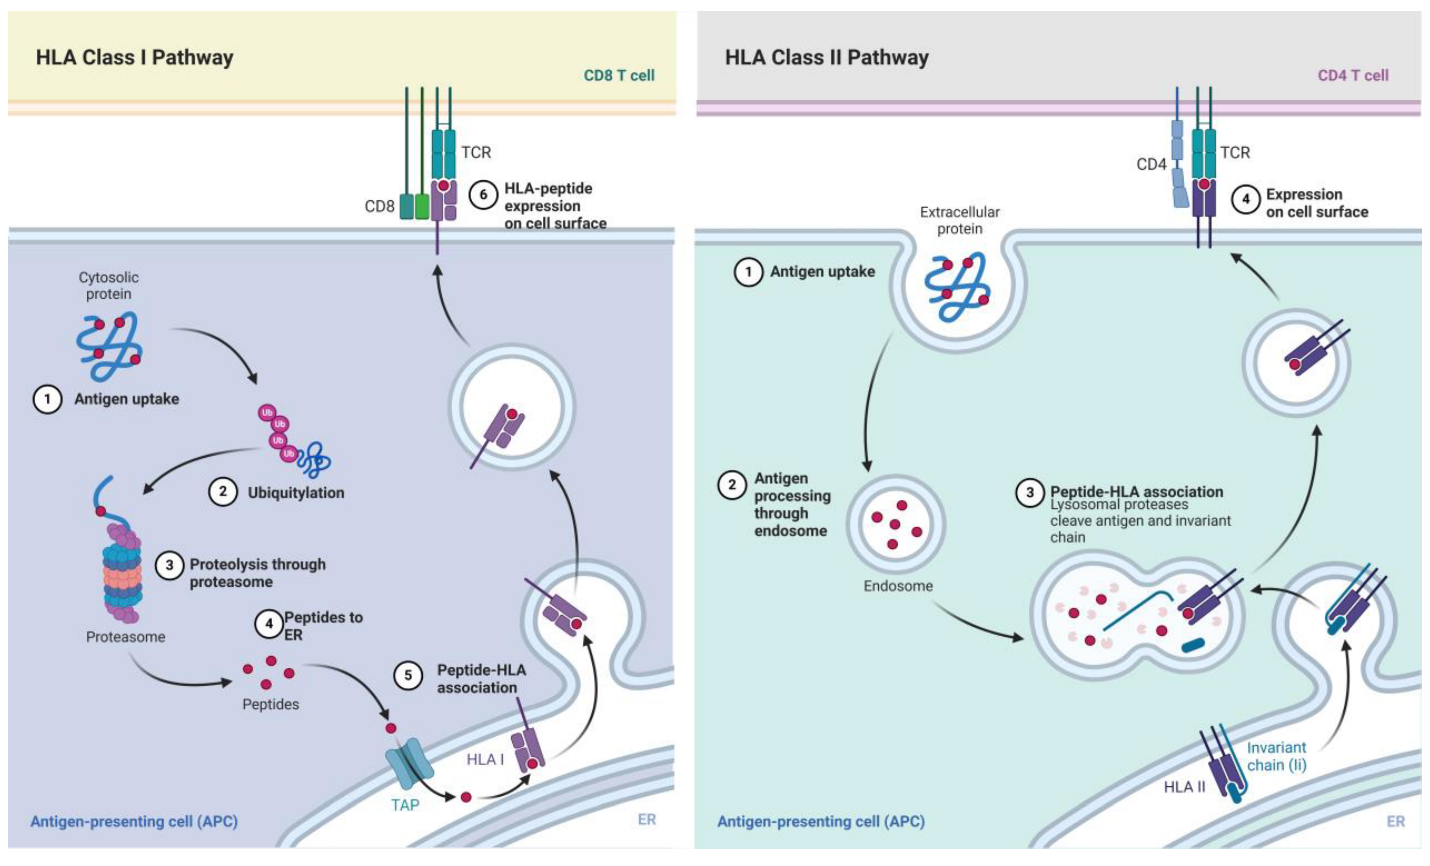 HLA Class I Pathway
CD8 T cell
TCR
CD8
6
HLA-peptide
expression
on cell surface
Cytosolic
protein
1
Antigen uptake
Ub
Ub
Ub
Ub
2
Ubiquitylation
3
Proteolysis through
proteasome
Proteasome
4
Peptides to
ER
Peptides
5
Peptide-HLA
association
HLA I
TAP
Antigen-presenting cell (APC)
ER
HLA Class II Pathway
CD4 T cell
CD4
TCR
4
Expression
on cell surface
Extracellular
protein
1
Antigen uptake
2
Antigen
processing
through
endosome
Endosome
3
Peptide-HLA association
Lysosomal proteases
cleave antigen and invariant
chain
Invariant
chain (Ii)
HLA II
Antigen-presenting cell (APC)
ER